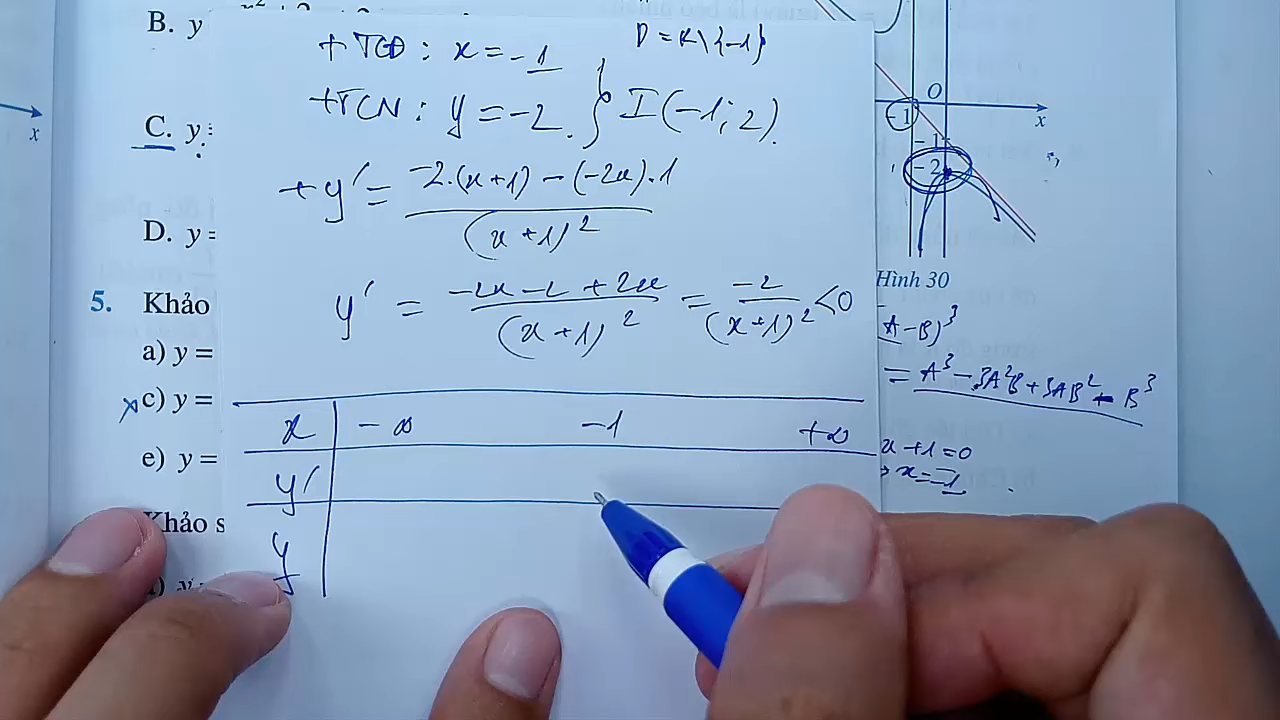 B. y
+ TCĐ : x = -1
D = R\{-1}
+ TCN : y = -2. } I(-1; 2).
C. y =
+ y' = -2.(x+1) - (-2x).1 / (x+1)²
D. y =
y' = -2x-2+2x / (x+1)² = -2 / (x+1)² < 0
5. Khảo
a) y =
c) y =
e) y =
Khảo s
x | -∞ -1 +∞
y'
y
x
O
-1
x
-1
-2
Hình 30
A-B)³
= A³ - 3A²B + 3AB² - B³
x+1=0
x = -1